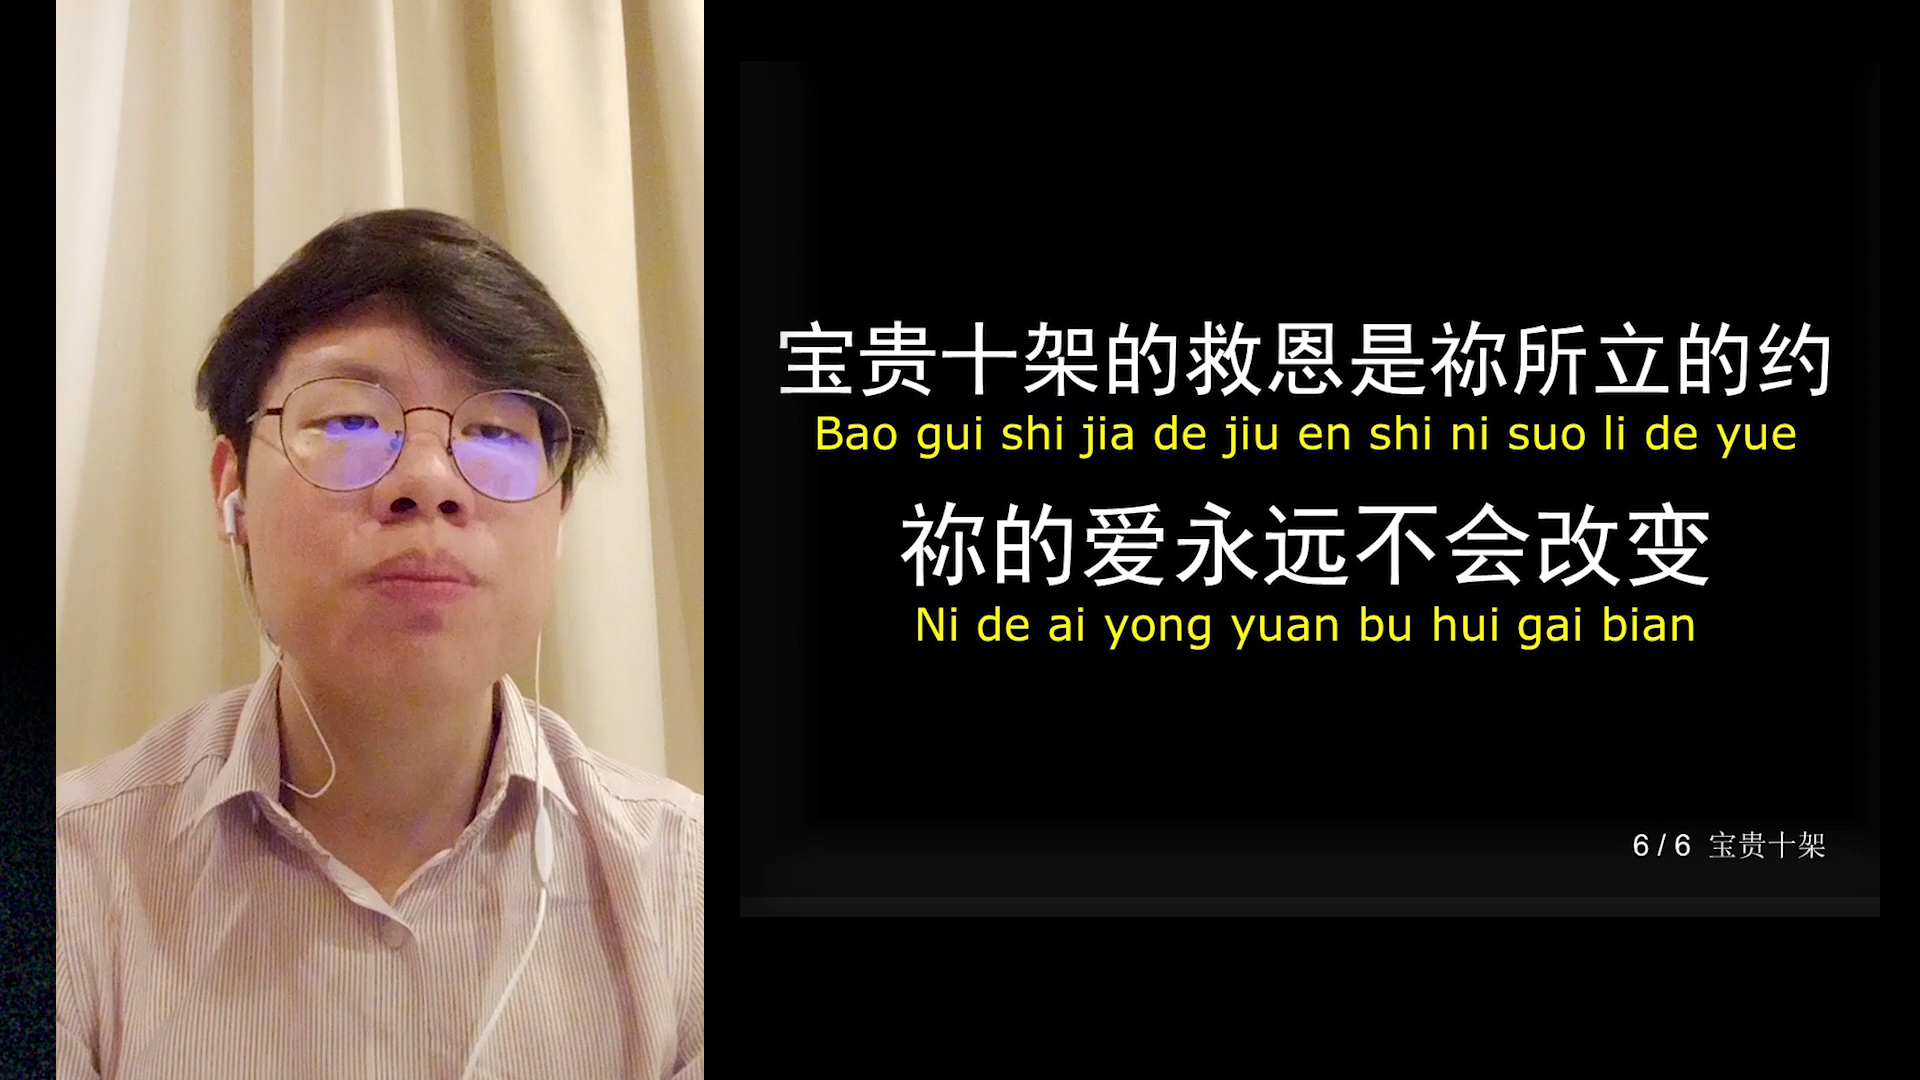 宝贵十架的救恩是祢所立的约
Bao gui shi jia de jiu en shi ni suo li de yue
祢的爱永远不会改变
Ni de ai yong yuan bu hui gai bian
6 / 6 宝贵十架